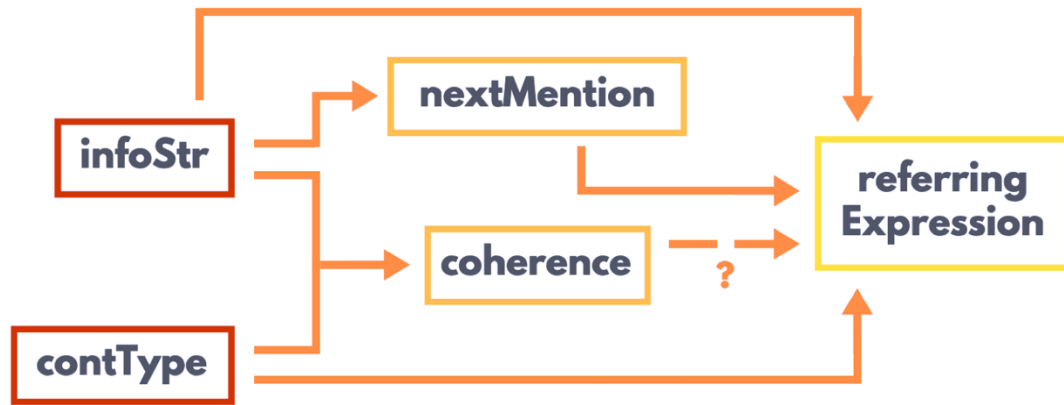 nextMention
infoStr
referring
Expression
coherence
?
contType